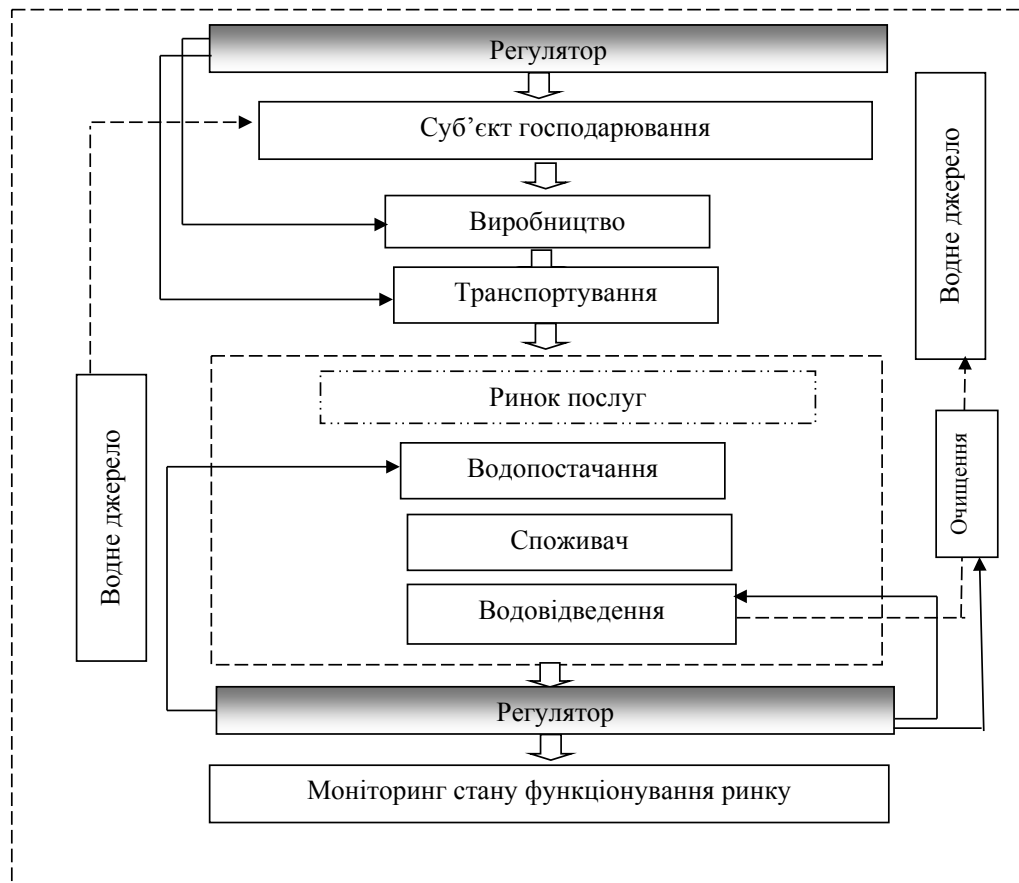 Регулятор
Суб’єкт господарювання
Виробництво
Транспортування
Ринок послуг
Водопостачання
Споживач
Водовідведення
Регулятор
Моніторинг стану функціонування ринку
Водне джерело
Водне джерело
Очищення